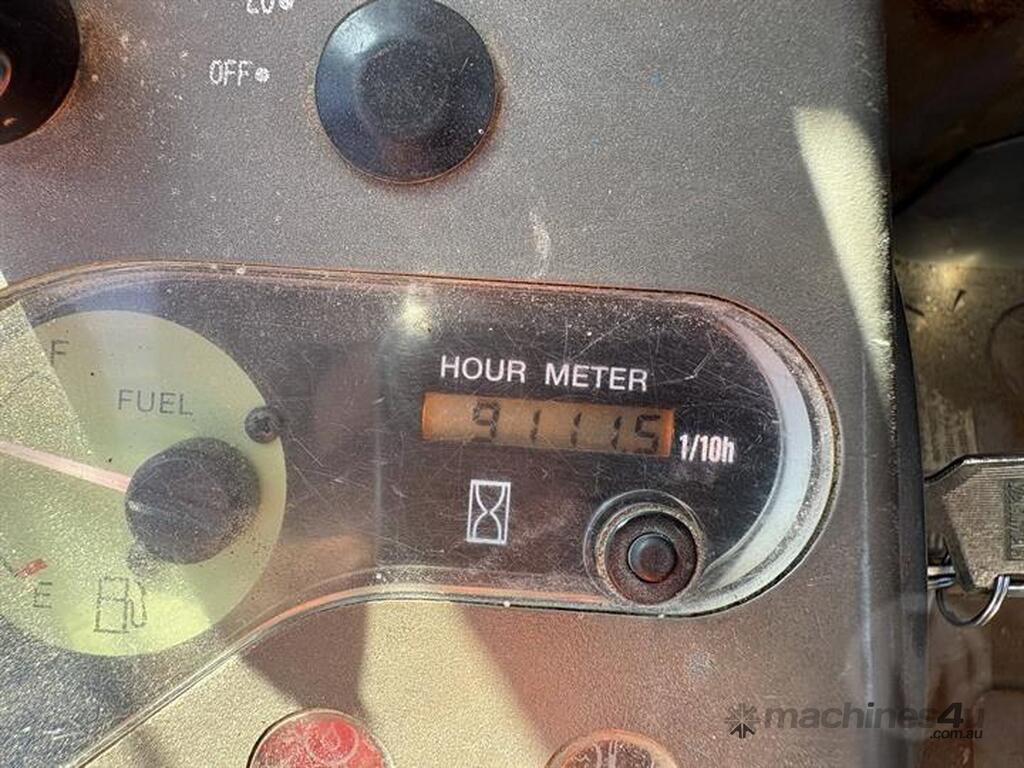 OFF
F
FUEL
HOUR METER
91115
1/10h
E
machines4u
.com.au